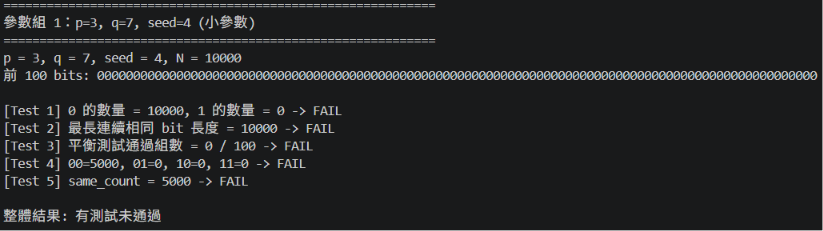 ============================================================
參數組 1：p=3, q=7, seed=4 (小參數)
============================================================
p = 3, q = 7, seed = 4, N = 10000
前 100 bits: 0000000000000000000000000000000000000000000000000000000000000000000000000000000000000000000000000000

[Test 1] 0 的數量 = 10000, 1 的數量 = 0 -> FAIL
[Test 2] 最長連續相同 bit 長度 = 10000 -> FAIL
[Test 3] 平衡測試通過組數 = 0 / 100 -> FAIL
[Test 4] 00=5000, 01=0, 10=0, 11=0 -> FAIL
[Test 5] same_count = 5000 -> FAIL

整體結果: 有測試未通過